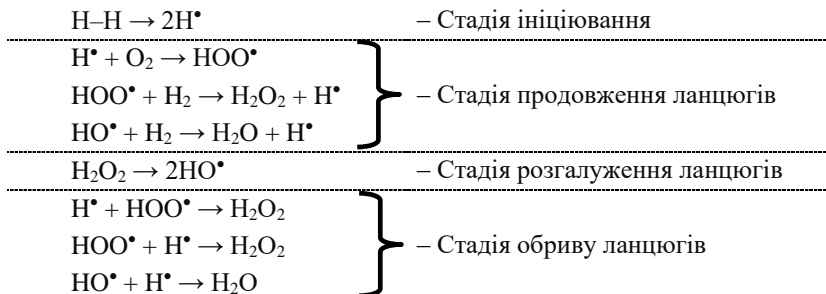 H–H → 2H• – Стадія ініціювання
H• + O₂ → HOO•
HOO• + H₂ → H₂O₂ + H• – Стадія продовження ланцюгів
HO• + H₂ → H₂O + H•
H₂O₂ → 2HO• – Стадія розгалуження ланцюгів
H• + HOO• → H₂O₂
HOO• + H• → H₂O₂ – Стадія обриву ланцюгів
HO• + H• → H₂O